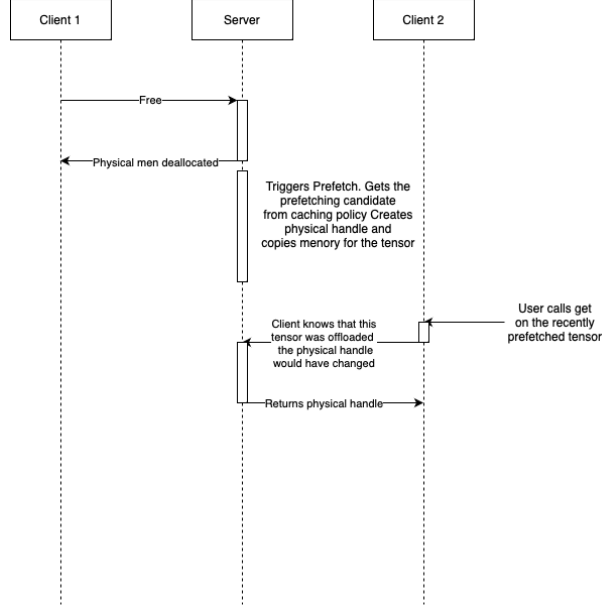 Client 1
Server
Client 2
Free
Physical men deallocated
Triggers Prefetch. Gets the
prefetching candidate
from caching policy Creates
physical handle and
copies menory for the tensor
User calls get
on the recently
prefetched tensor
Client knows that this
tensor was offloaded
the physical handle
would have changed
Returns physical handle